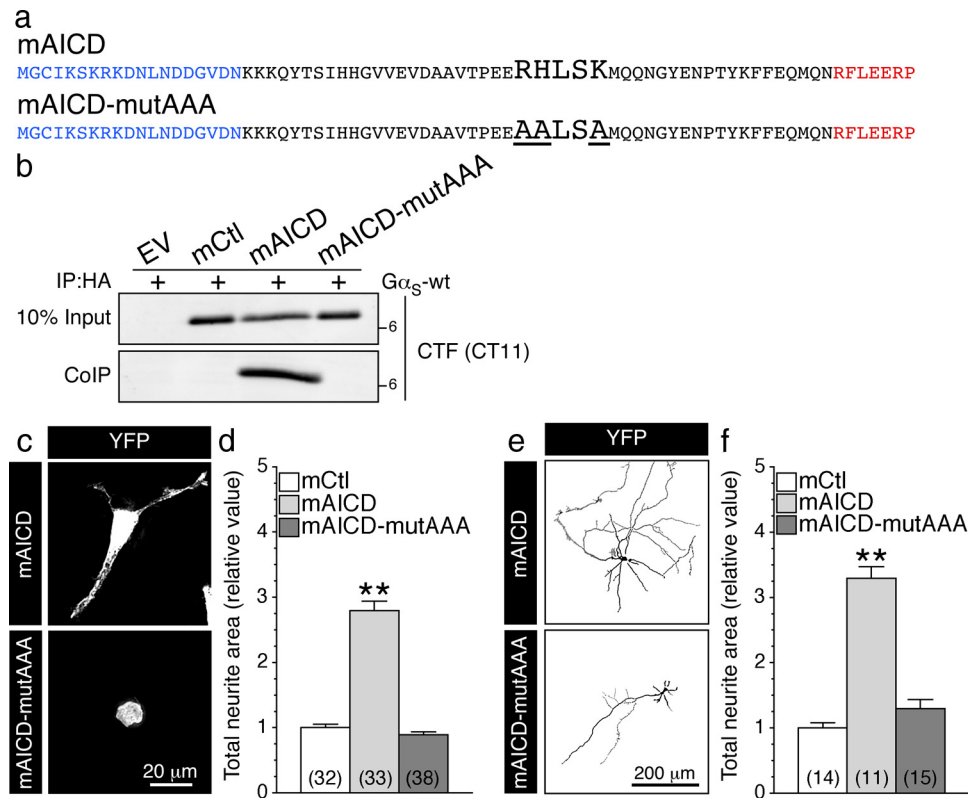 a
mAICD
MGCIKSKRKDNLNDDGVDNKKKQYTSIHHGVVEVDAAVTPEERHLSKMQQNGYENPTYKFFEQMQNRFLEERP
mAICD-mutAAA
MGCIKSKRKDNLNDDGVDNKKKQYTSIHHGVVEVDAAVTPEEAALSAMQQNGYENPTYKFFEQMQNRFLEERP
b
EV mCtl mAICD mAICD-mutAAA
IP:HA + + + + GαS-wt
10% Input -6
CTF (CT11)
CoIP -6
c
YFP
mAICD
mAICD-mutAAA
20 μm
d
Total neurite area (relative value)
5
4
3
2
1
0
mCtl
mAICD
mAICD-mutAAA
**
(32) (33) (38)
e
YFP
mAICD
mAICD-mutAAA
200 μm
f
Total neurite area (relative value)
5
4
3
2
1
0
mCtl
mAICD
mAICD-mutAAA
**
(14) (11) (15)